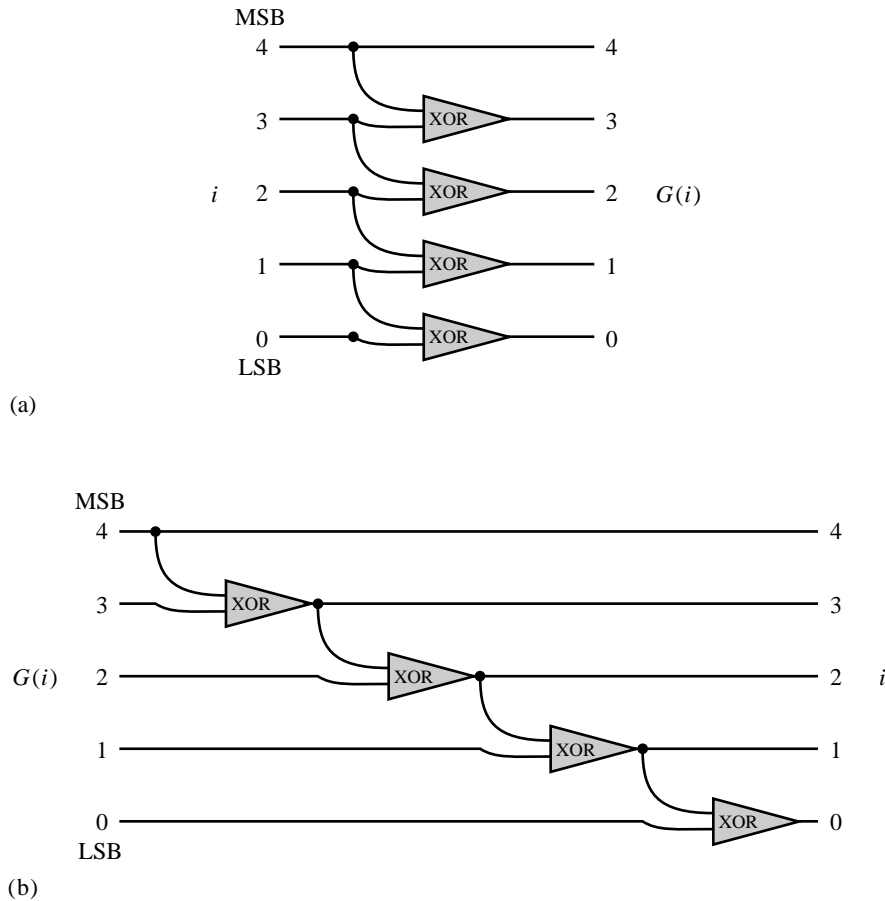 MSB
4 4
XOR
3 3
XOR
i 2 2 G(i)
XOR
1 1
XOR
0 0
LSB
(a)
MSB
4 4
XOR
3 3
XOR
G(i) 2 2 i
XOR
1 1
XOR
0 0
LSB
(b)